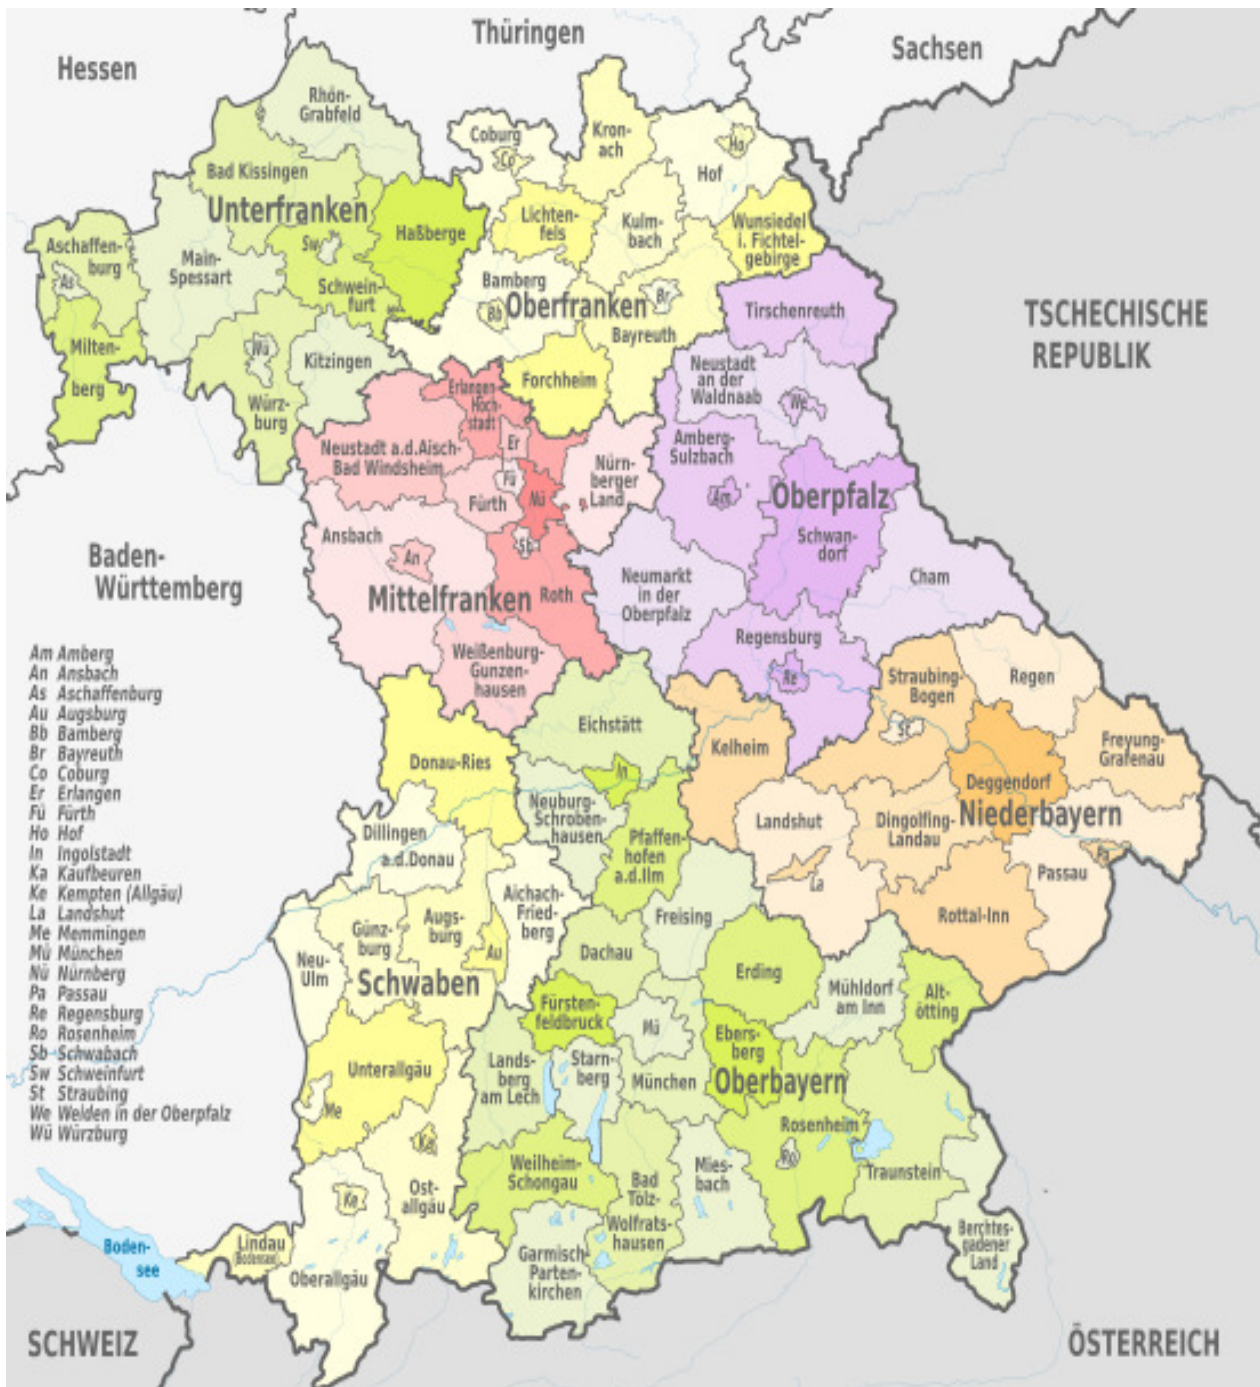 Thüringen
Sachsen
Hessen
Rhön-
Grabfeld
Coburg
Co
Kron-
ach
Ho
Hof
Bad Kissingen
Unterfranken
Haßberge
Lichten-
fels
Kulm-
bach
Wunsiedel
i. Fichtel-
gebirge
Aschaffen-
burg
As
Main-
Spessart
Sw
Schwein-
furt
Bamberg
Bb
Oberfranken
Br
Bayreuth
Tirschenreuth
TSCHECHISCHE
REPUBLIK
Milten-
berg
Wü
Kitzingen
Würz-
burg
Forchheim
Erlangen-
Höch-
stadt
Neustadt
an der
Waldnaab
We
Neustadt a.d.Aisch-
Bad Windsheim
Er
Fü
Fürth
Nü
Nürn-
berger
Land
Amberg-
Sulzbach
Am
Oberpfalz
Schwan-
dorf
Ansbach
An
Sb
Mittelfranken
Roth
Neumarkt
in der
Oberpfalz
Cham
Baden-
Württemberg
Weißenburg-
Gunzen-
hausen
Regensburg
Re
Straubing-
Bogen
St
Regen
Am Amberg
An Ansbach
As Aschaffenburg
Au Augsburg
Bb Bamberg
Br Bayreuth
Co Coburg
Er Erlangen
Fü Fürth
Ho Hof
In Ingolstadt
Ka Kaufbeuren
Ke Kempten (Allgäu)
La Landshut
Me Memmingen
Mü München
Nü Nürnberg
Pa Passau
Re Regensburg
Ro Rosenheim
Sb Schwabach
Sw Schweinfurt
St Straubing
We Weiden in der Oberpfalz
Wü Würzburg
Eichstätt
In
Donau-Ries
Kelheim
Freyung-
Grafenau
Deggendorf
Niederbayern
Neuburg-
Schroben-
hausen
Pfaffen-
hofen
a.d.Ilm
Landshut
La
Dingolfing-
Landau
Pa
Passau
Rottal-Inn
Dillingen
a.d.Donau
Aichach-
Fried-
berg
Günz-
burg
Augs-
burg
Au
Neu-
Ulm
Schwaben
Freising
Dachau
Erding
Mühldorf
am Inn
Alt-
ötting
Fürsten-
feldbruck
Mü
Ebers-
berg
Oberbayern
Unterallgäu
Me
Lands-
berg
am Lech
Starn-
berg
München
Rosenheim
Ro
Traunstein
Ka
Ke
Ost-
allgäu
Weilheim-
Schongau
Bad
Tölz-
Wolfrats-
hausen
Mies-
bach
Berchtes-
gadener
Land
Garmisch-
Parten-
kirchen
Boden-
see
Lindau
(Bodensee)
Oberallgäu
SCHWEIZ
ÖSTERREICH